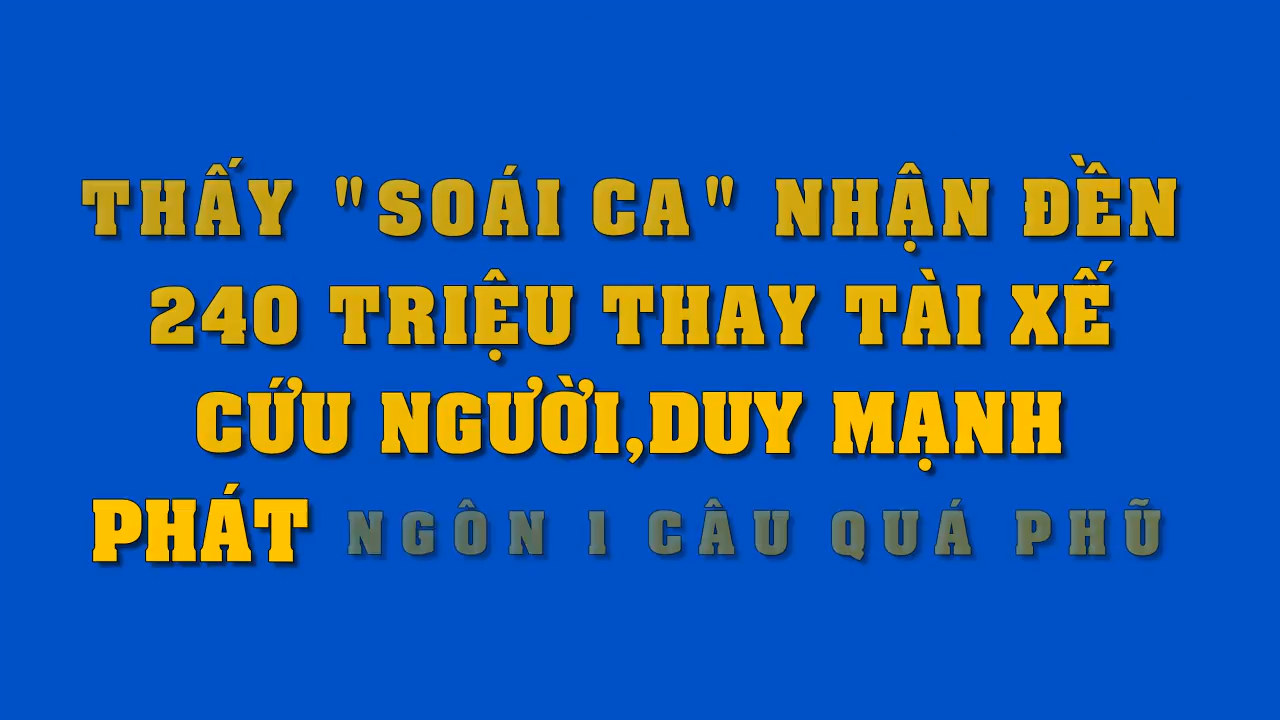 THẤY "SOÁI CA" NHẬN ĐỀN
240 TRIỆU THAY TÀI XẾ
CỨU NGƯỜI,DUY MẠNH
PHÁT NGÔN 1 CÂU QUÁ PHŨ